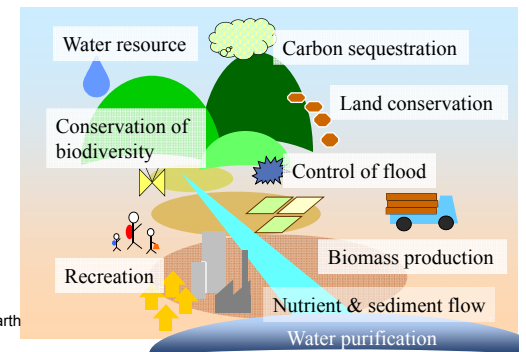 Water resource
Carbon sequestration
Land conservation
Conservation of
biodiversity
Control of flood
Biomass production
Recreation
Nutrient & sediment flow
arth
Water purification